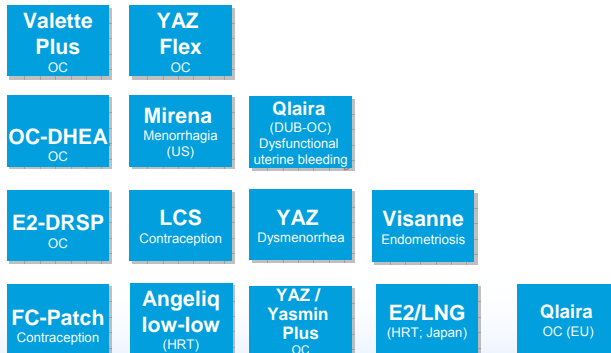 Valette
Plus
OC
YAZ
Flex
OC
OC-DHEA
OC
Mirena
Menorrhagia
(US)
Qlaira
(DUB-OC)
Dysfunctional
uterine bleeding
E2-DRSP
OC
LCS
Contraception
YAZ
Dysmenorrhea
Visanne
Endometriosis
FC-Patch
Contraception
Angeliq
low-low
(HRT)
YAZ /
Yasmin
Plus
OC
E2/LNG
(HRT; Japan)
Qlaira
OC (EU)